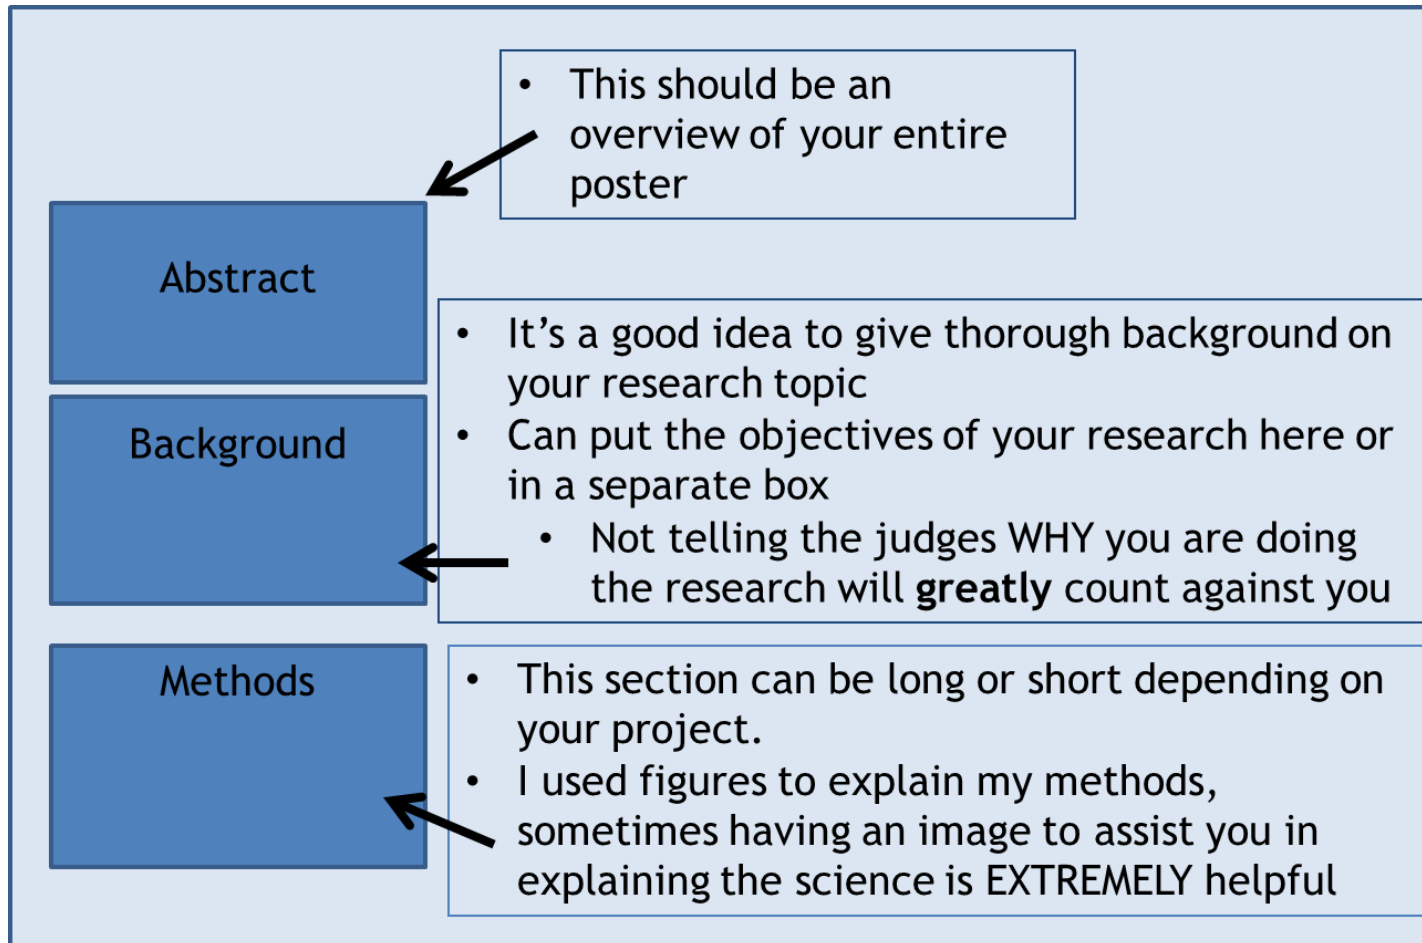 • This should be an
overview of your entire
poster
Abstract
• It’s a good idea to give thorough background on
your research topic
• Can put the objectives of your research here or
in a separate box
• Not telling the judges WHY you are doing
the research will greatly count against you
Background
• This section can be long or short depending on
your project.
• I used figures to explain my methods,
sometimes having an image to assist you in
explaining the science is EXTREMELY helpful
Methods